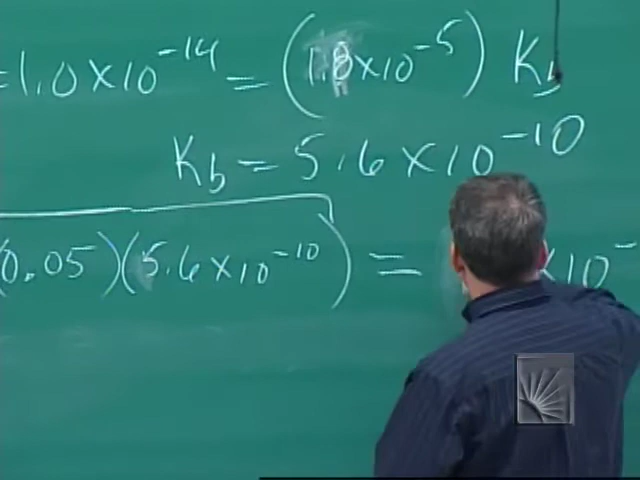 =1.0×10⁻¹⁴ = (1.8×10⁻⁵) Kb
Kb = 5.6×10⁻¹⁰
(0.05)(5.6×10⁻¹⁰) = ×10⁻